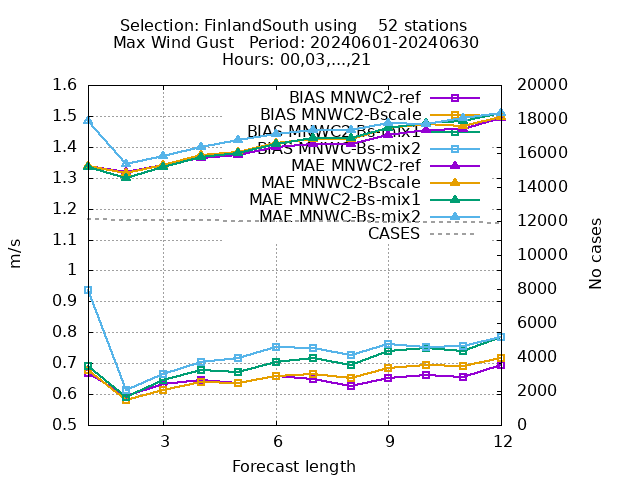 Selection: FinlandSouth using    52 stations
Max Wind Gust   Period: 20240601-20240630
Hours: 00,03,...,21
BIAS MNWC2-ref
BIAS MNWC2-Bscale
BIAS MNWC2-Bs-mix1
BIAS MNWC-Bs-mix2
MAE MNWC2-ref
MAE MNWC2-Bscale
MAE MNWC2-Bs-mix1
MAE MNWC-Bs-mix2
CASES
1.6
1.5
1.4
1.3
1.2
1.1
1
0.9
0.8
0.7
0.6
0.5
m/s
20000
18000
16000
14000
12000
10000
8000
6000
4000
2000
0
No cases
3 6 9 12
Forecast length